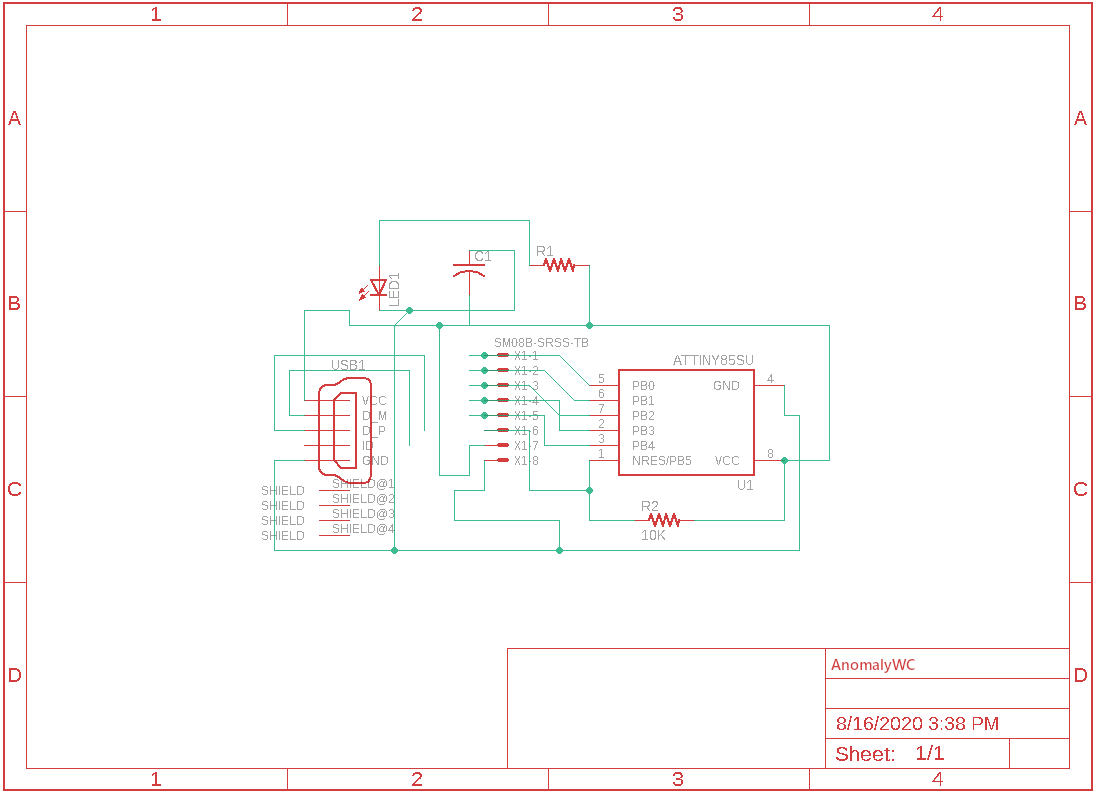 1 2 3 4
A A
C1 R1
LED1
B B
SM08B-SRSS-TB
X1-1 ATTINY85SU
USB1 X1-2
5 PB0 GND 4
X1-3
VCC X1-4 6 PB1
D_M X1-5 7 PB2
D_P X1-6 2 PB3
ID X1-7 3 PB4
GND X1-8 1 NRES/PB5 VCC 8
SHIELD SHIELD@1 U1
C C
SHIELD SHIELD@2
SHIELD SHIELD@3 R2
SHIELD SHIELD@4 10K
AnomalyWC
D D
8/16/2020 3:38 PM
Sheet: 1/1
1 2 3 4